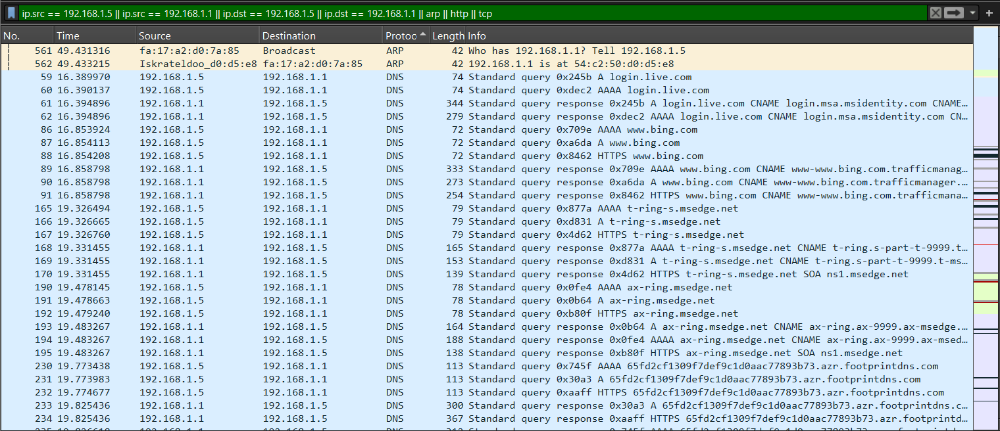 ip.src == 192.168.1.5 || ip.src == 192.168.1.1 || ip.dst == 192.168.1.5 || ip.dst == 192.168.1.1 || arp || http || tcp
No. Time Source Destination Protoc Length Info
561 49.431316 fa:17:a2:d0:7a:85 Broadcast ARP 42 Who has 192.168.1.1? Tell 192.168.1.5
562 49.433215 Iskrateldoo_d0:d5:e8 fa:17:a2:d0:7a:85 ARP 42 192.168.1.1 is at 54:c2:50:d0:d5:e8
59 16.389970 192.168.1.5 192.168.1.1 DNS 74 Standard query 0x245b A login.live.com
60 16.390137 192.168.1.5 192.168.1.1 DNS 74 Standard query 0xdec2 AAAA login.live.com
61 16.394896 192.168.1.1 192.168.1.5 DNS 344 Standard query response 0x245b A login.live.com CNAME login.msa.msidentity.com CNAME…
62 16.394896 192.168.1.1 192.168.1.5 DNS 279 Standard query response 0xdec2 AAAA login.live.com CNAME login.msa.msidentity.com CN…
86 16.853924 192.168.1.5 192.168.1.1 DNS 72 Standard query 0x709e AAAA www.bing.com
87 16.854113 192.168.1.5 192.168.1.1 DNS 72 Standard query 0xa6da A www.bing.com
88 16.854208 192.168.1.5 192.168.1.1 DNS 72 Standard query 0x8462 HTTPS www.bing.com
89 16.858798 192.168.1.1 192.168.1.5 DNS 333 Standard query response 0x709e AAAA www.bing.com CNAME www-www.bing.com.trafficmanag…
90 16.858798 192.168.1.1 192.168.1.5 DNS 273 Standard query response 0xa6da A www.bing.com CNAME www-www.bing.com.trafficmanager.…
91 16.858798 192.168.1.1 192.168.1.5 DNS 254 Standard query response 0x8462 HTTPS www.bing.com CNAME www-www.bing.com.trafficmana…
165 19.326494 192.168.1.5 192.168.1.1 DNS 79 Standard query 0x877a AAAA t-ring-s.msedge.net
166 19.326665 192.168.1.5 192.168.1.1 DNS 79 Standard query 0xd831 A t-ring-s.msedge.net
167 19.326760 192.168.1.5 192.168.1.1 DNS 79 Standard query 0x4d62 HTTPS t-ring-s.msedge.net
168 19.331455 192.168.1.1 192.168.1.5 DNS 165 Standard query response 0x877a AAAA t-ring-s.msedge.net CNAME t-ring.s-part-t-9999.t…
169 19.331455 192.168.1.1 192.168.1.5 DNS 153 Standard query response 0xd831 A t-ring-s.msedge.net CNAME t-ring.s-part-t-9999.t-ms…
170 19.331455 192.168.1.1 192.168.1.5 DNS 139 Standard query response 0x4d62 HTTPS t-ring-s.msedge.net SOA ns1.msedge.net
190 19.478145 192.168.1.5 192.168.1.1 DNS 78 Standard query 0x0fe4 AAAA ax-ring.msedge.net
191 19.478663 192.168.1.5 192.168.1.1 DNS 78 Standard query 0x0b64 A ax-ring.msedge.net
192 19.479240 192.168.1.5 192.168.1.1 DNS 78 Standard query 0xb80f HTTPS ax-ring.msedge.net
193 19.483267 192.168.1.1 192.168.1.5 DNS 164 Standard query response 0x0b64 A ax-ring.msedge.net CNAME ax-ring.ax-9999.ax-msedge.…
194 19.483267 192.168.1.1 192.168.1.5 DNS 188 Standard query response 0x0fe4 AAAA ax-ring.msedge.net CNAME ax-ring.ax-9999.ax-msed…
195 19.483267 192.168.1.1 192.168.1.5 DNS 138 Standard query response 0xb80f HTTPS ax-ring.msedge.net SOA ns1.msedge.net
230 19.773438 192.168.1.5 192.168.1.1 DNS 113 Standard query 0x745f AAAA 65fd2cf1309f7def9c1d0aac77893b73.azr.footprintdns.com
231 19.773983 192.168.1.5 192.168.1.1 DNS 113 Standard query 0x30a3 A 65fd2cf1309f7def9c1d0aac77893b73.azr.footprintdns.com
232 19.774677 192.168.1.5 192.168.1.1 DNS 113 Standard query 0xaaff HTTPS 65fd2cf1309f7def9c1d0aac77893b73.azr.footprintdns.com
233 19.825436 192.168.1.1 192.168.1.5 DNS 300 Standard query response 0x30a3 A 65fd2cf1309f7def9c1d0aac77893b73.azr.footprintdns.c…
234 19.825436 192.168.1.1 192.168.1.5 DNS 367 Standard query response 0xaaff HTTPS 65fd2cf1309f7def9c1d0aac77893b73.azr.footprintd…